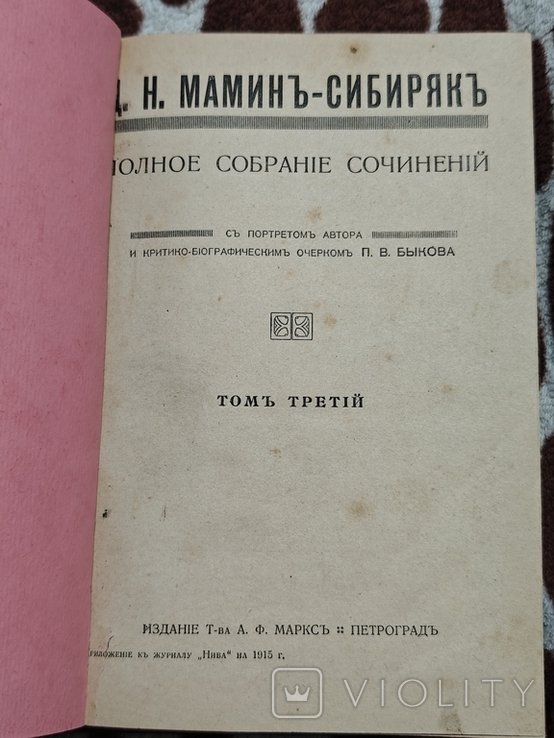 Д. Н. МАМИНЪ-СИБИРЯКЪ
ПОЛНОЕ СОБРАНІЕ СОЧИНЕНІЙ
СЪ ПОРТРЕТОМЪ АВТОРА
И КРИТИКО-БІОГРАФИЧЕСКИМЪ ОЧЕРКОМЪ П. В. БЫКОВА
ТОМЪ ТРЕТІЙ
ИЗДАНІЕ Т-ва А. Ф. МАРКСЪ :: ПЕТРОГРАДЪ
РИЛОЖЕНІЕ КЪ ЖУРНАЛУ „НИВА“ НА 1915 г.
VIOLITY